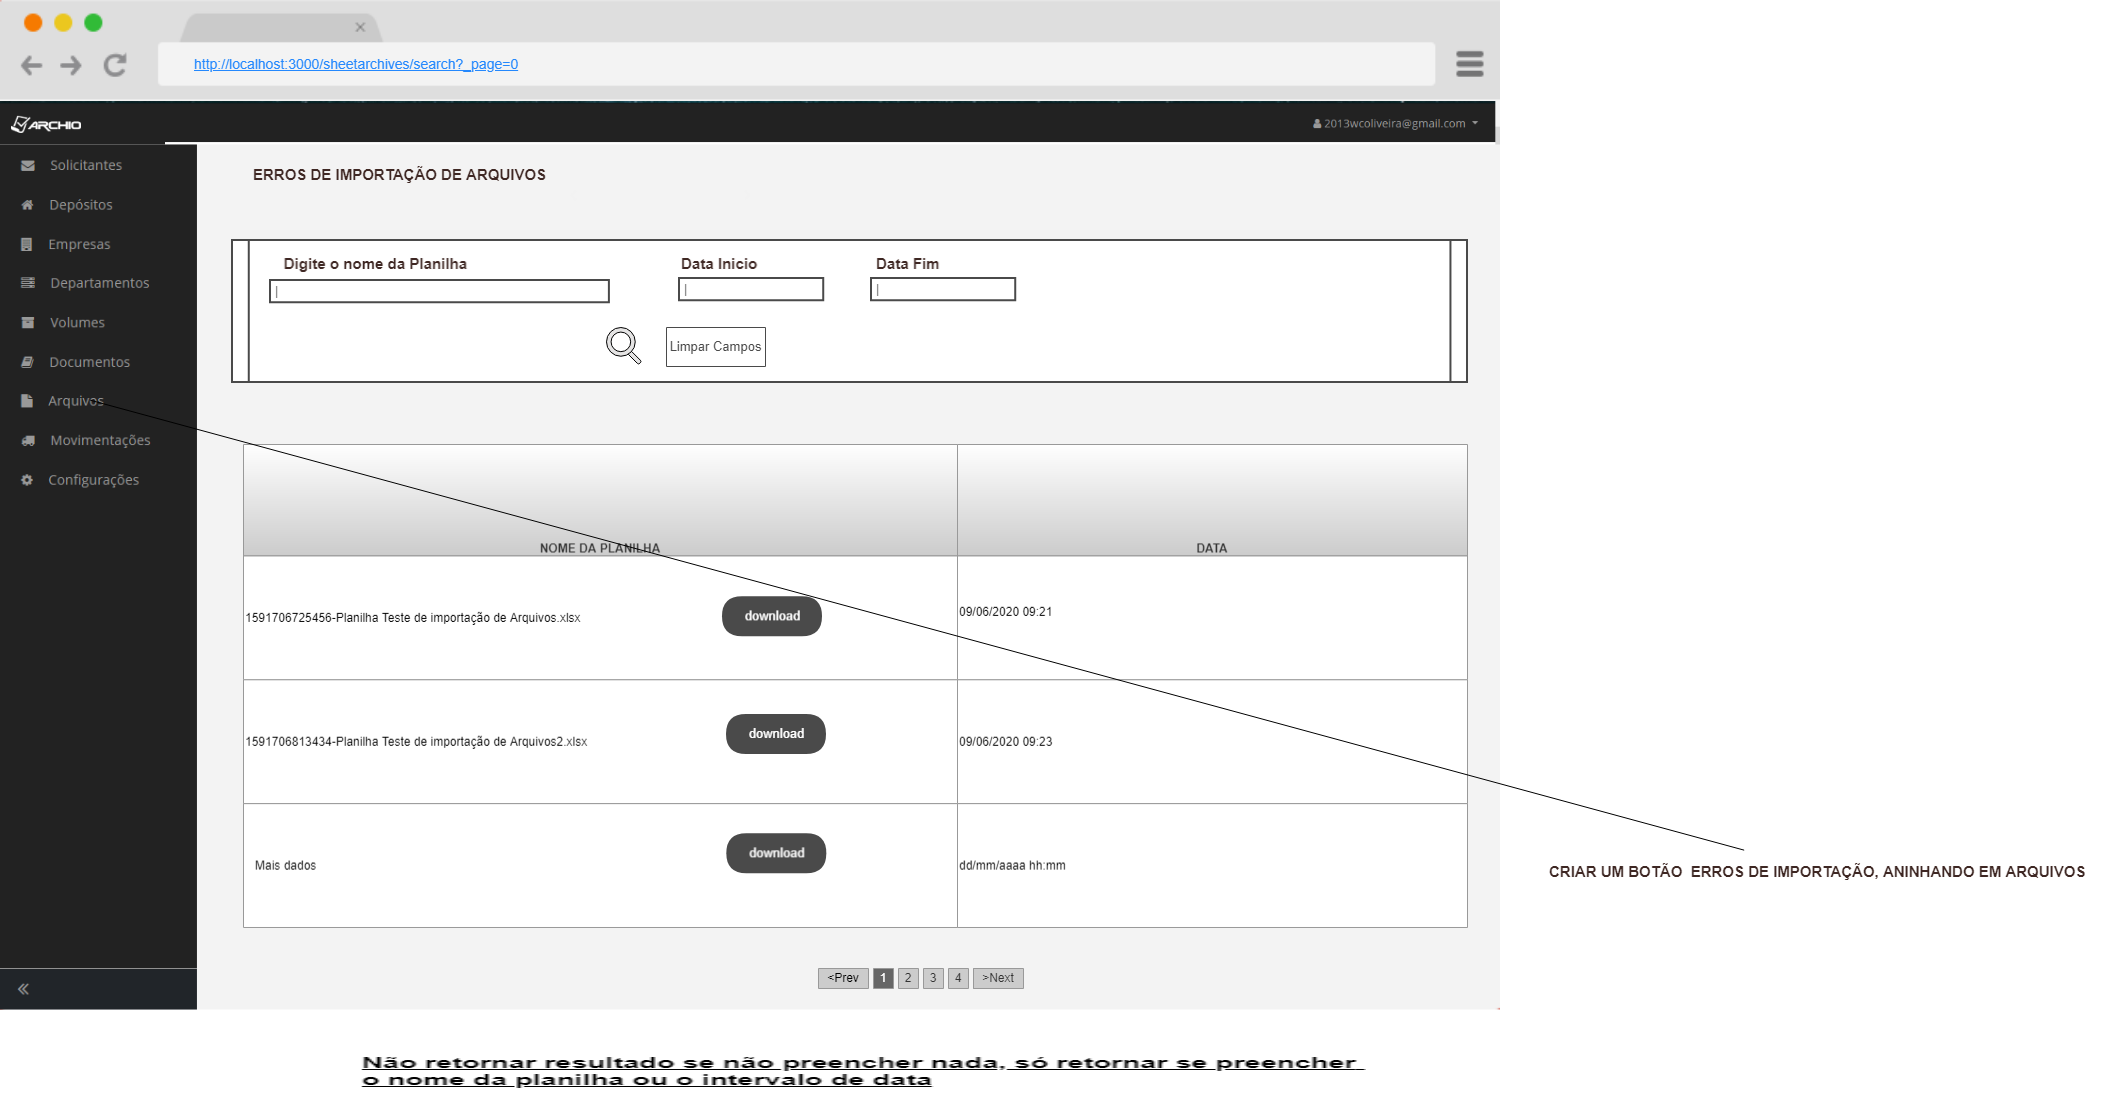 http://localhost:3000/sheetarchives/search?_page=0
ARCHIO
2013wcoliveira@gmail.com
Solicitantes
Depósitos
Empresas
Departamentos
Volumes
Documentos
Arquivos
Movimentações
Configurações
ERROS DE IMPORTAÇÃO DE ARQUIVOS
Digite o nome da Planilha
Data Inicio
Data Fim
Limpar Campos
NOME DA PLANILHA
DATA
1591706725456-Planilha Teste de importação de Arquivos.xlsx
download
09/06/2020 09:21
1591706813434-Planilha Teste de importação de Arquivos2.xlsx
download
09/06/2020 09:23
Mais dados
download
dd/mm/aaaa hh:mm
<Prev 1 2 3 4 >Next
CRIAR UM BOTÃO  ERROS DE IMPORTAÇÃO, ANINHANDO EM ARQUIVOS
Não retornar resultado se não preencher nada, só retornar se preencher
o nome da planilha ou o intervalo de data